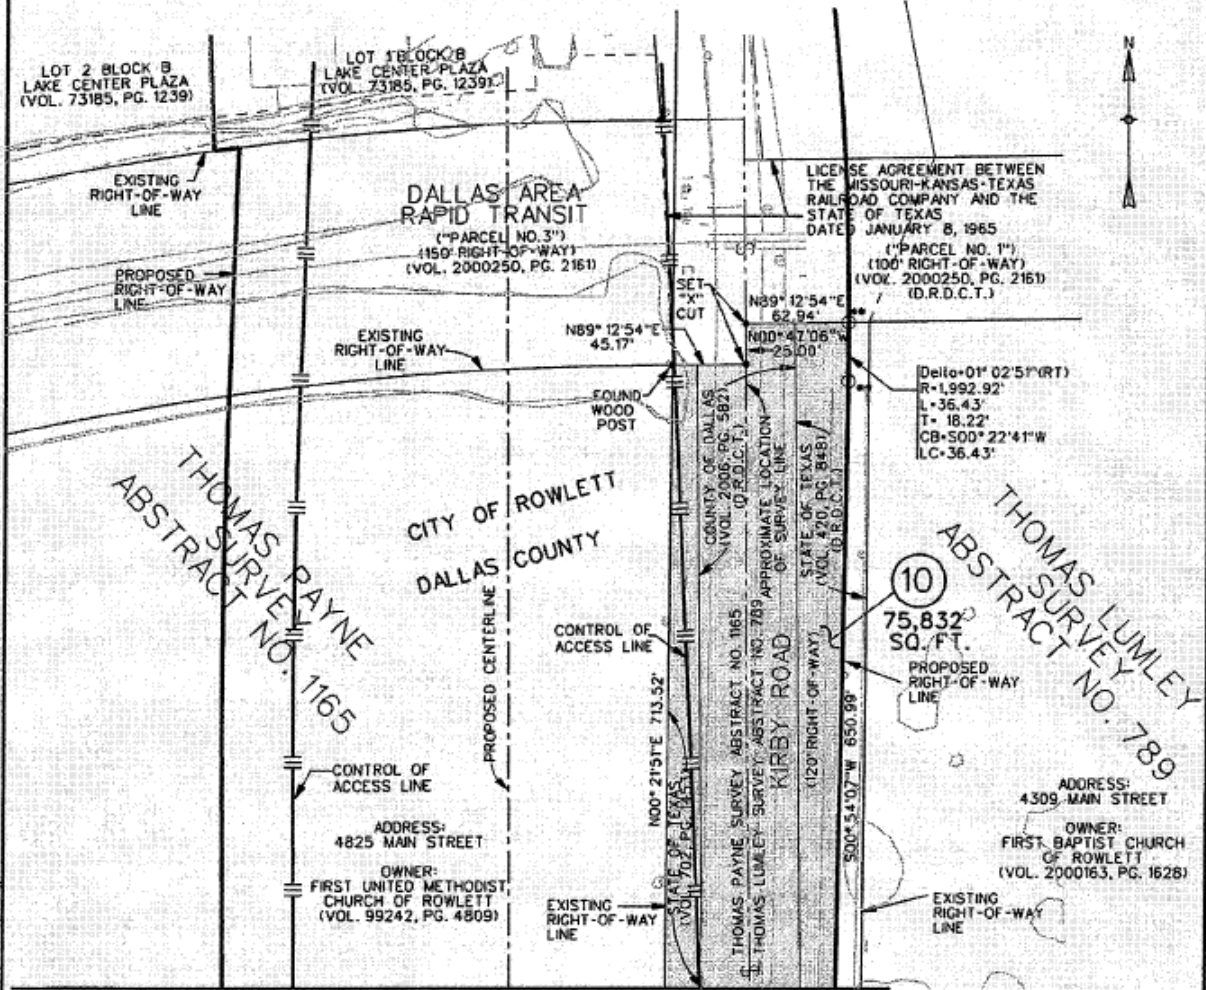 LOT 2 BLOCK B
LAKE CENTER PLAZA
(VOL. 73185, PG. 1239)
LOT 1 BLOCK B
LAKE CENTER PLAZA
(VOL. 73185, PG. 1239)
N
EXISTING
RIGHT-OF-WAY
LINE
DALLAS AREA
RAPID TRANSIT
("PARCEL NO.3")
(150' RIGHT-OF-WAY)
(VOL. 2000250, PG. 2161)
LICENSE AGREEMENT BETWEEN
THE MISSOURI-KANSAS-TEXAS
RAILROAD COMPANY AND THE
STATE OF TEXAS
DATED JANUARY 8, 1965
("PARCEL NO. 1")
(100' RIGHT-OF-WAY)
(VOL. 2000250, PG. 2161)
(D.R.D.C.T.)
PROPOSED
RIGHT-OF-WAY
LINE
SET
"X"
CUT
N89° 12'54"E
62.94'
**
N89° 12'54"E
45.17'
N00° 47'06"W
25.00'
EXISTING
RIGHT-OF-WAY
LINE
FOUND
WOOD
POST
**
Delta=01° 02'51"(RT)
R=1,992.92'
L=36.43'
T= 18.22'
CB=S00° 22'41"W
LC=36.43'
COUNTY OF DALLAS
(VOL. 2006, PG. 582)
(D.R.D.C.T.)
APPROXIMATE LOCATION
OF SURVEY LINE
STATE OF TEXAS
(VOL. 420, PG. 848)
(D.R.D.C.T.)
THOMAS PAYNE
SURVEY
ABSTRACT NO. 1165
CITY OF ROWLETT
DALLAS COUNTY
THOMAS LUMLEY
SURVEY
ABSTRACT NO. 789
10
75,832
SQ. FT.
CONTROL OF
ACCESS LINE
PROPOSED
RIGHT-OF-WAY
LINE
PROPOSED CENTERLINE
N00° 21'51"E 713.52'
STATE OF TEXAS
THOMAS PAYNE SURVEY ABSTRACT NO. 1165
THOMAS LUMLEY SURVEY ABSTRACT NO. 789
KIRBY ROAD
(120' RIGHT-OF-WAY)
S00° 54'07"W 650.99'
CONTROL OF
ACCESS LINE
ADDRESS:
4825 MAIN STREET
OWNER:
FIRST UNITED METHODIST
CHURCH OF ROWLETT
(VOL. 99242, PG. 4809)
ADDRESS:
4309 MAIN STREET
OWNER:
FIRST BAPTIST CHURCH
OF ROWLETT
(VOL. 2000163, PG. 1628)
EXISTING
RIGHT-OF-WAY
LINE
EXISTING
RIGHT-OF-WAY
LINE